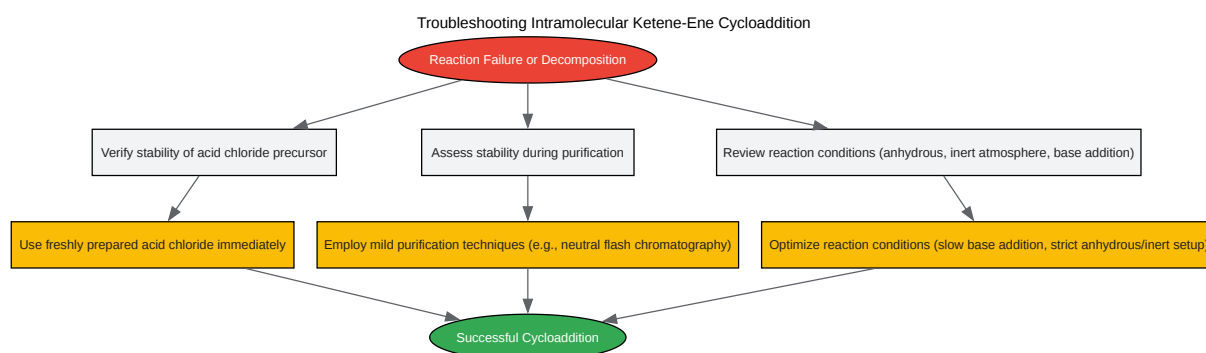 Troubleshooting Intramolecular Ketene-Ene Cycloaddition
Reaction Failure or Decomposition
Verify stability of acid chloride precursor
Assess stability during purification
Review reaction conditions (anhydrous, inert atmosphere, base addition)
Use freshly prepared acid chloride immediately
Employ mild purification techniques (e.g., neutral flash chromatography)
Optimize reaction conditions (slow base addition, strict anhydrous/inert setup)
Successful Cycloaddition